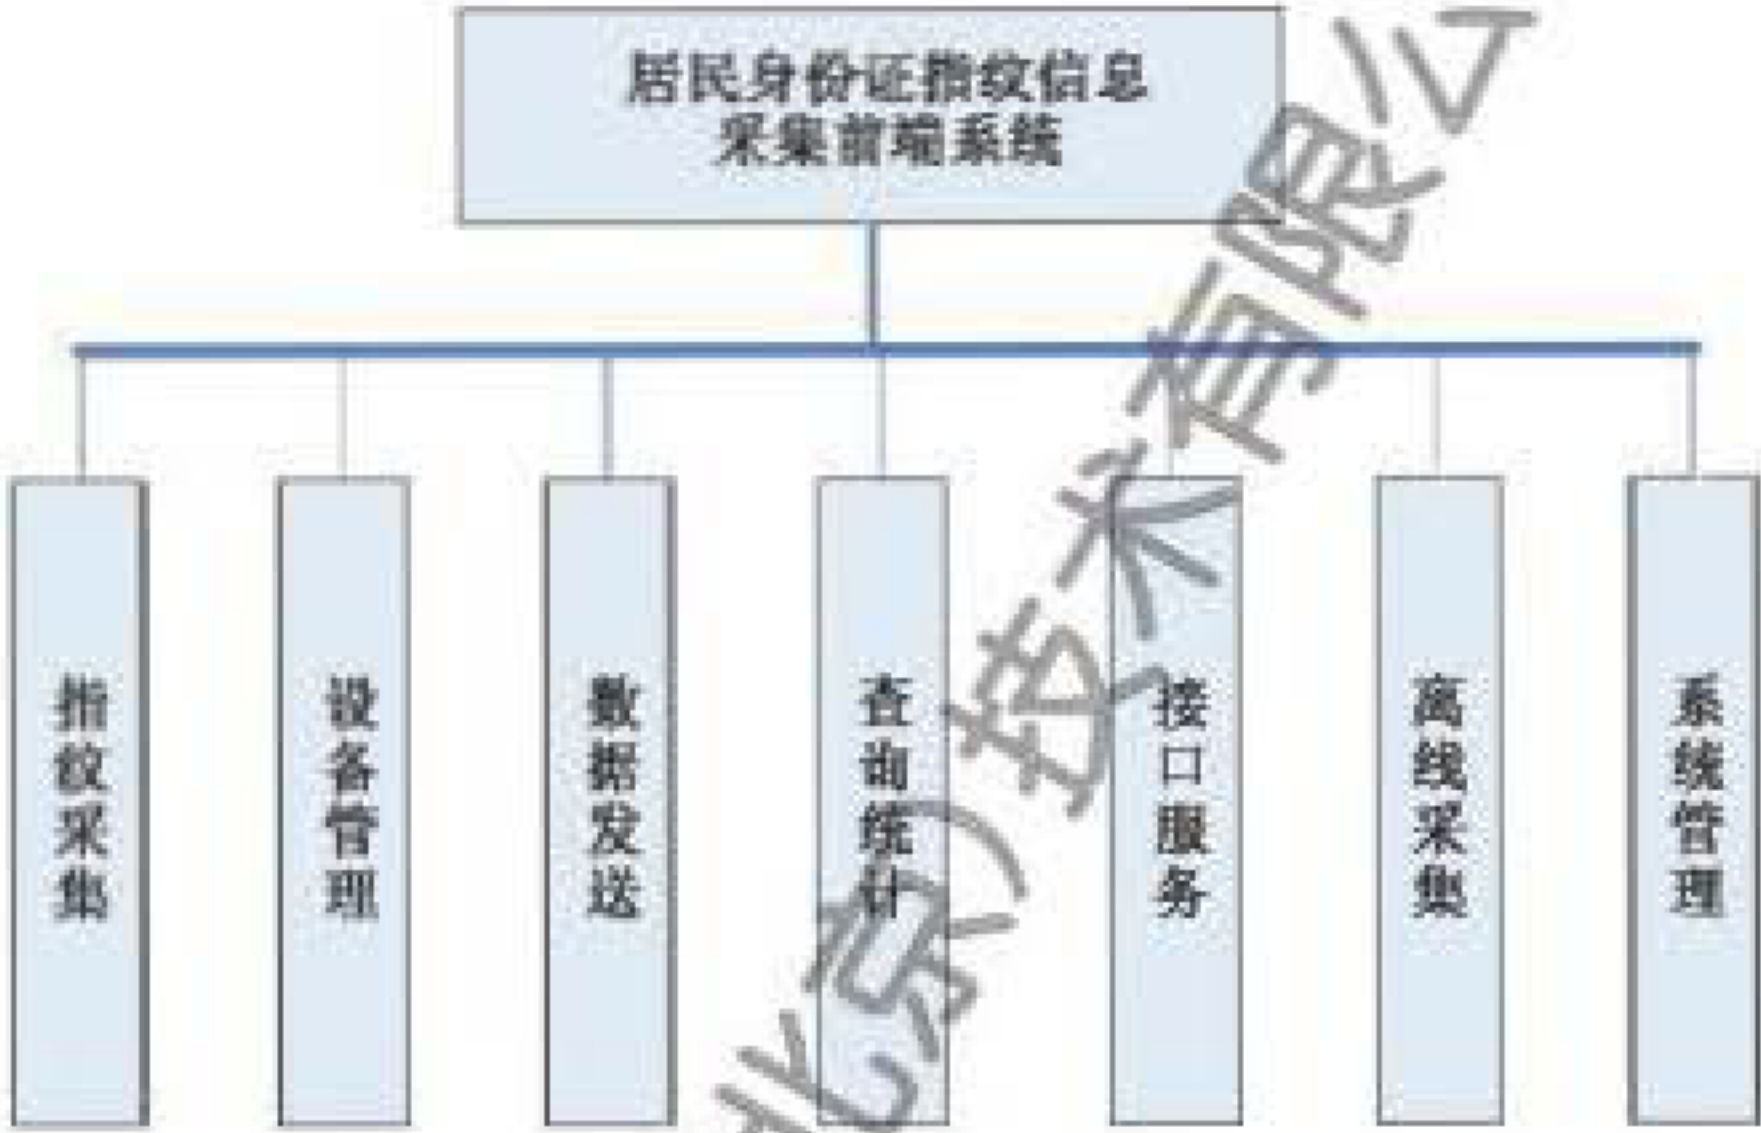 居民身份证指纹信息
采集前端系统
指纹采集
设备管理
数据发送
查询统计
接口服务
离线采集
系统管理
北京）技术有限公